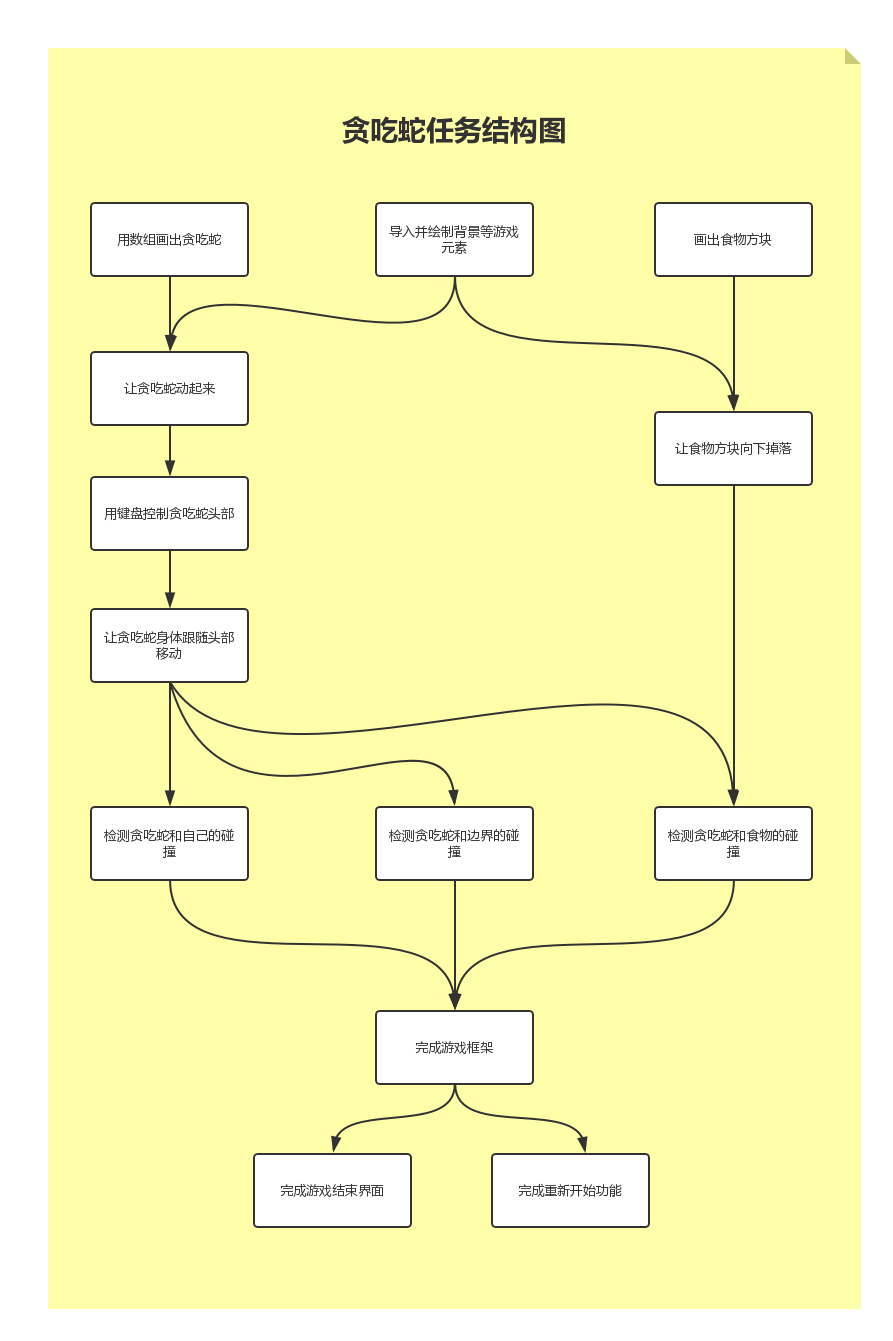 贪吃蛇任务结构图
用数组画出贪吃蛇
导入并绘制背景等游戏
元素
画出食物方块
让贪吃蛇动起来
让食物方块向下掉落
用键盘控制贪吃蛇头部
让贪吃蛇身体跟随头部
移动
检测贪吃蛇和自己的碰
撞
检测贪吃蛇和边界的碰
撞
检测贪吃蛇和食物的碰
撞
完成游戏框架
完成游戏结束界面
完成重新开始功能